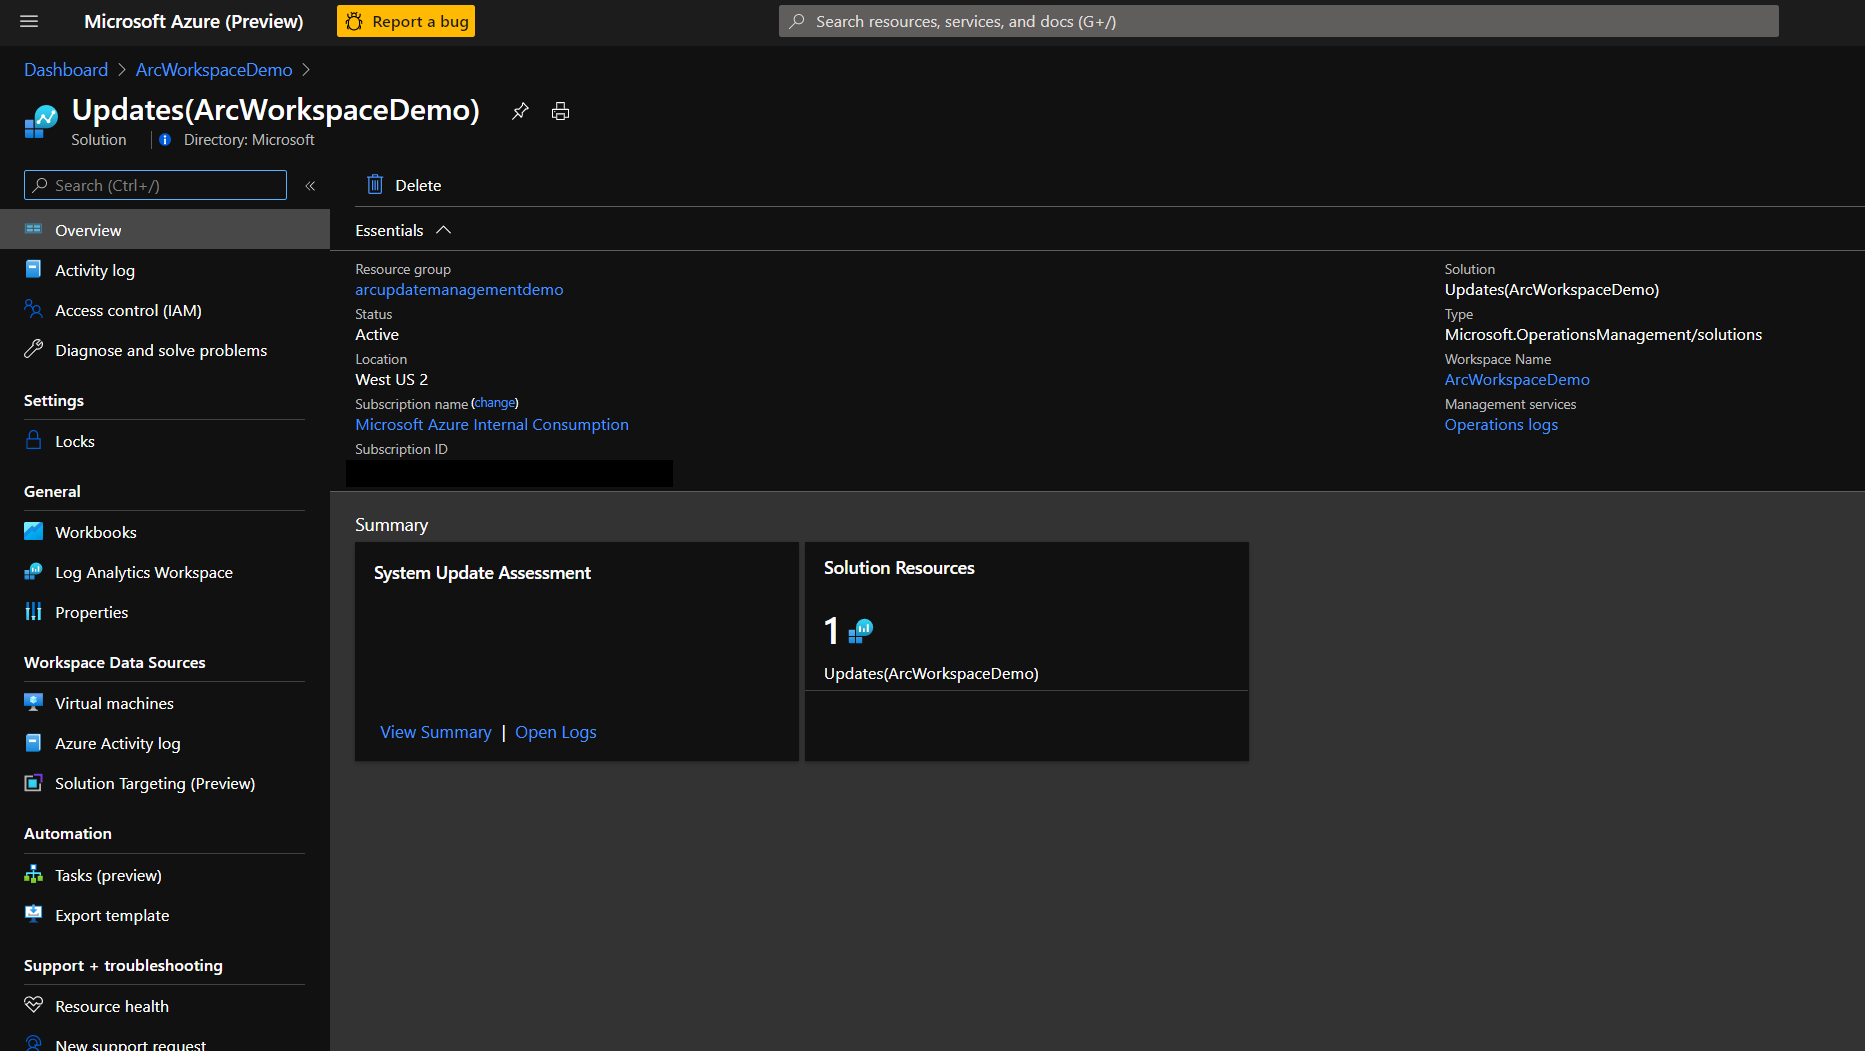 Microsoft Azure (Preview)
Report a bug
Search resources, services, and docs (G+/)
Dashboard
ArcWorkspaceDemo
Updates(ArcWorkspaceDemo)
Solution
Directory: Microsoft
Search (Ctrl+/)
«
Overview
Activity log
Access control (IAM)
Diagnose and solve problems
Settings
Locks
General
Workbooks
Log Analytics Workspace
Properties
Workspace Data Sources
Virtual machines
Azure Activity log
Solution Targeting (Preview)
Automation
Tasks (preview)
Export template
Support + troubleshooting
Resource health
New support request
Delete
Essentials
Resource group
arcupdatemanagementdemo
Status
Active
Location
West US 2
Subscription name (change)
Microsoft Azure Internal Consumption
Subscription ID
Solution
Updates(ArcWorkspaceDemo)
Type
Microsoft.OperationsManagement/solutions
Workspace Name
ArcWorkspaceDemo
Management services
Operations logs
Summary
System Update Assessment
View Summary | Open Logs
Solution Resources
1
Updates(ArcWorkspaceDemo)